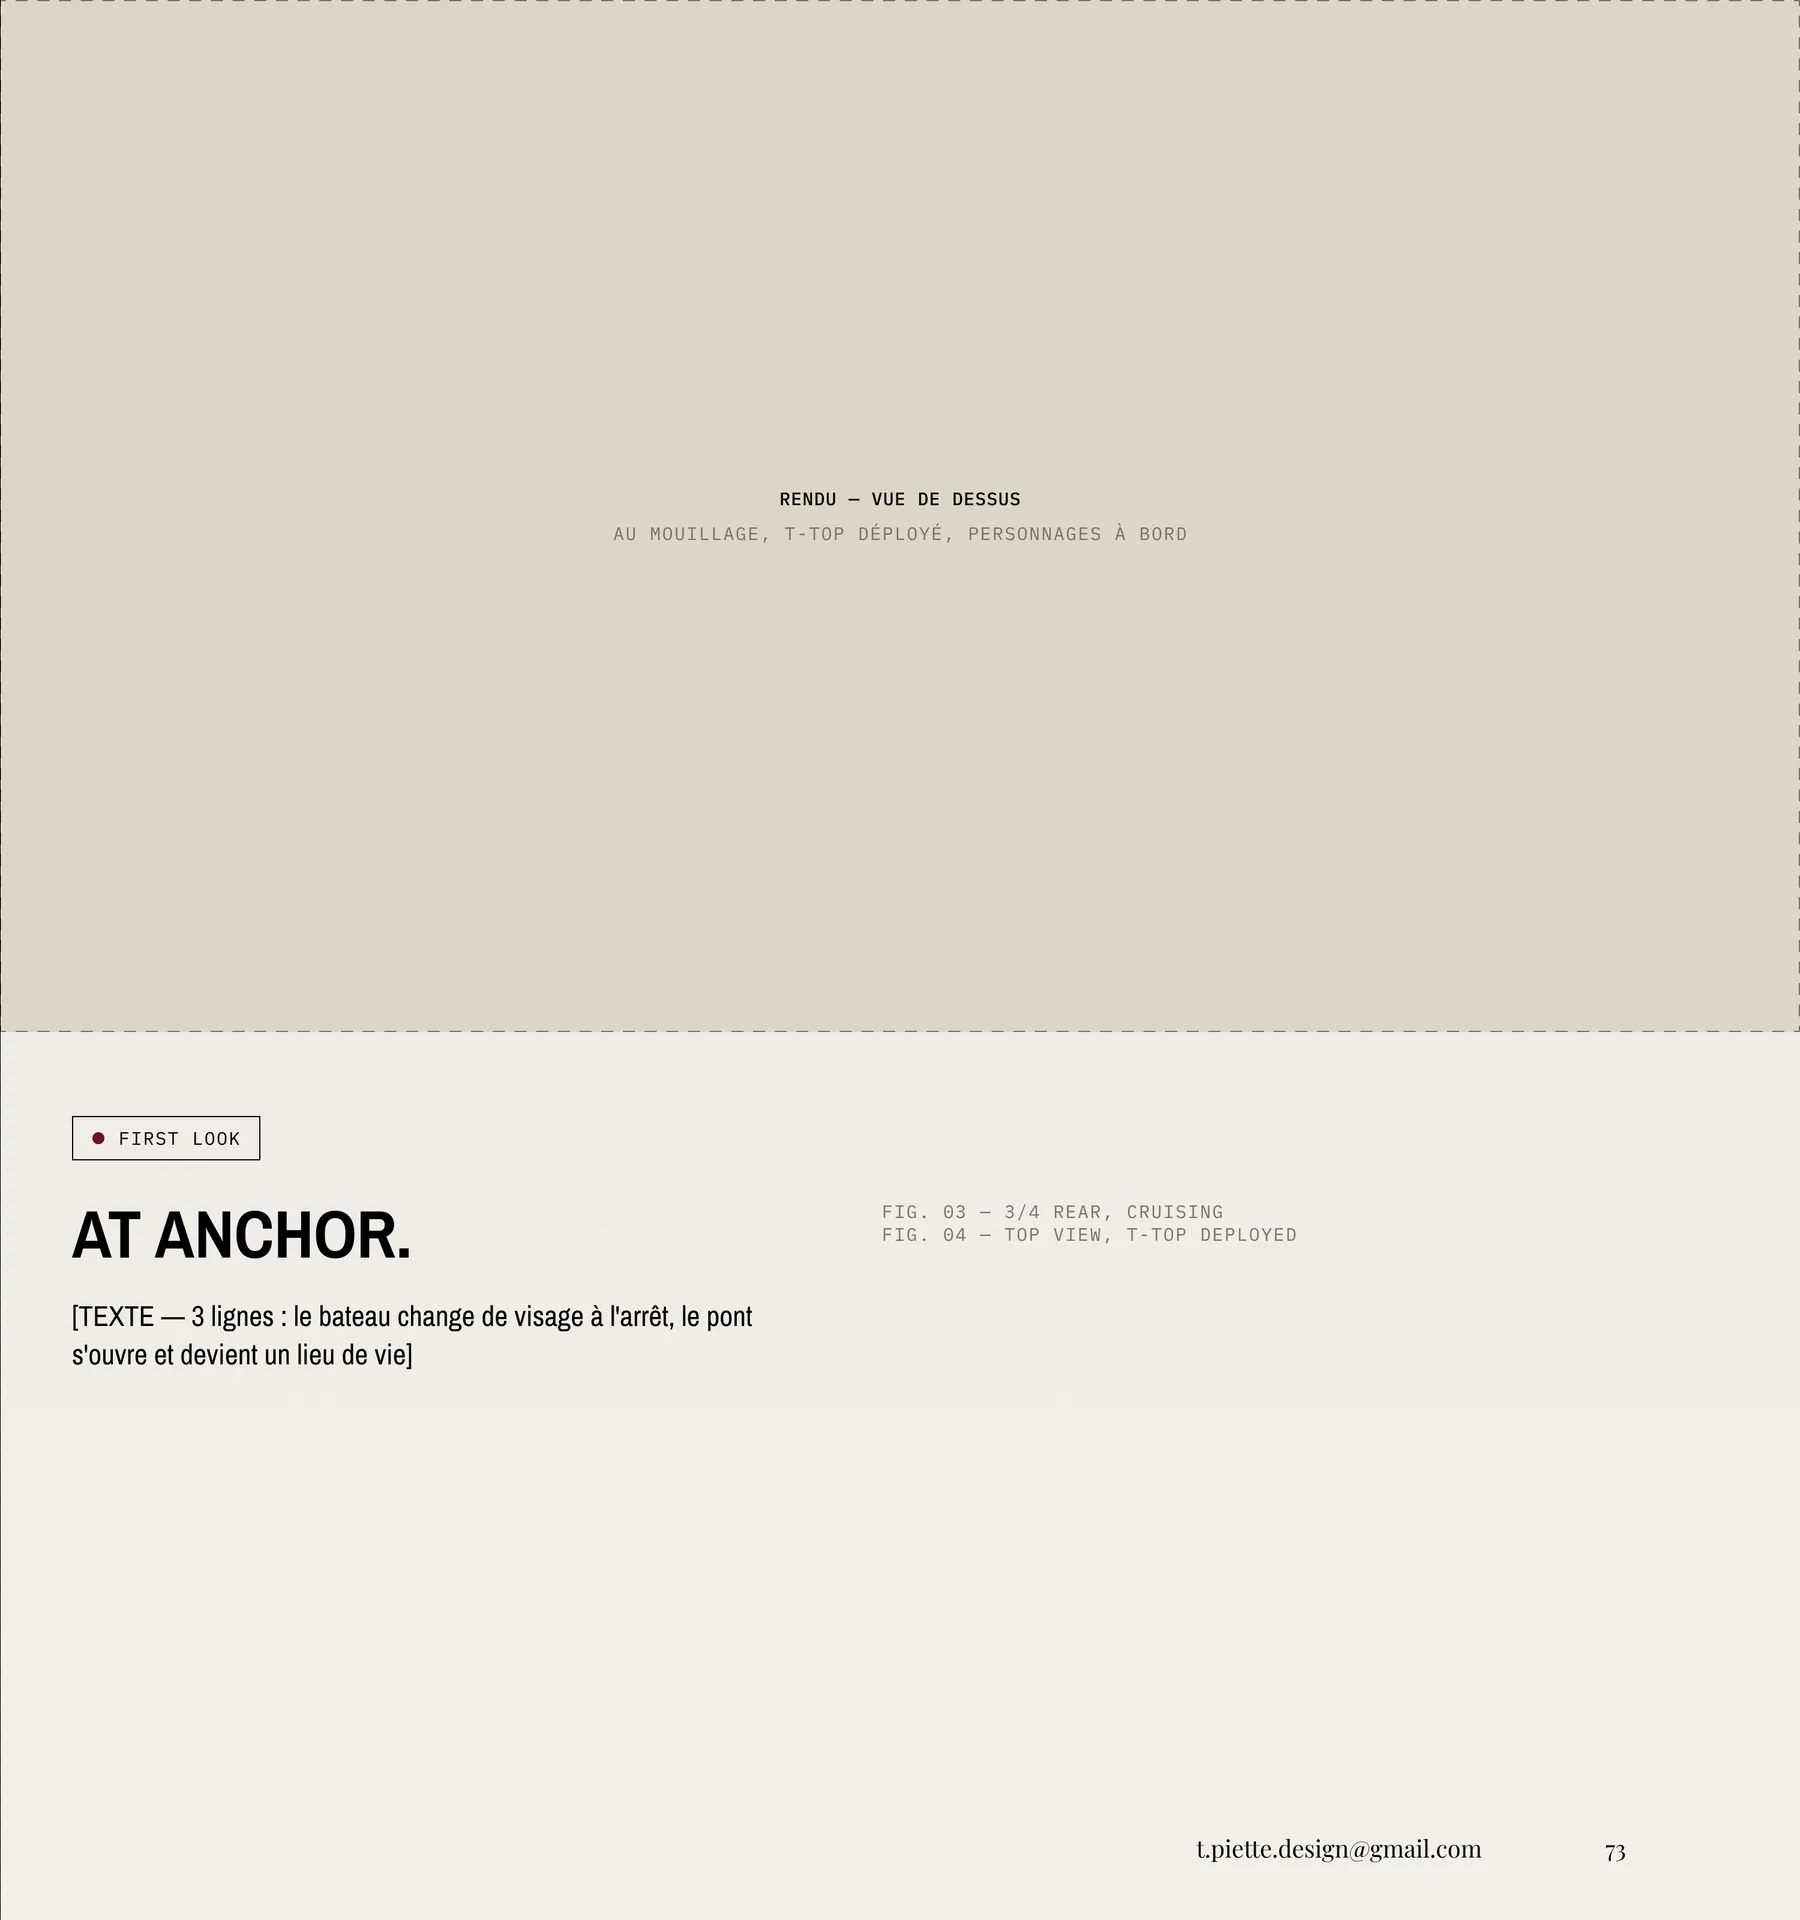 RENDU — VUE DE DESSUS
AU MOUILLAGE, T-TOP DÉPLOYÉ, PERSONNAGES À BORD
FIRST LOOK
AT ANCHOR.
FIG. 03 — 3/4 REAR, CRUISING
FIG. 04 — TOP VIEW, T-TOP DEPLOYED
[TEXTE — 3 lignes : le bateau change de visage à l'arrêt, le pont
s'ouvre et devient un lieu de vie]
t.piette.design@gmail.com
73